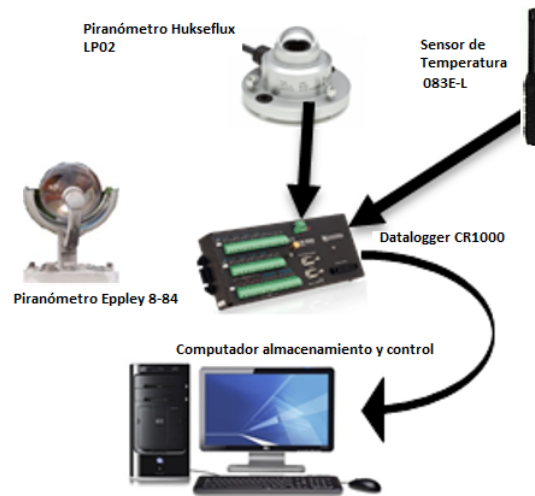 Piranómetro Hukseflux
LP02
Sensor de
Temperatura
083E-L
Datalogger CR1000
Piranómetro Eppley 8-84
Computador almacenamiento y control